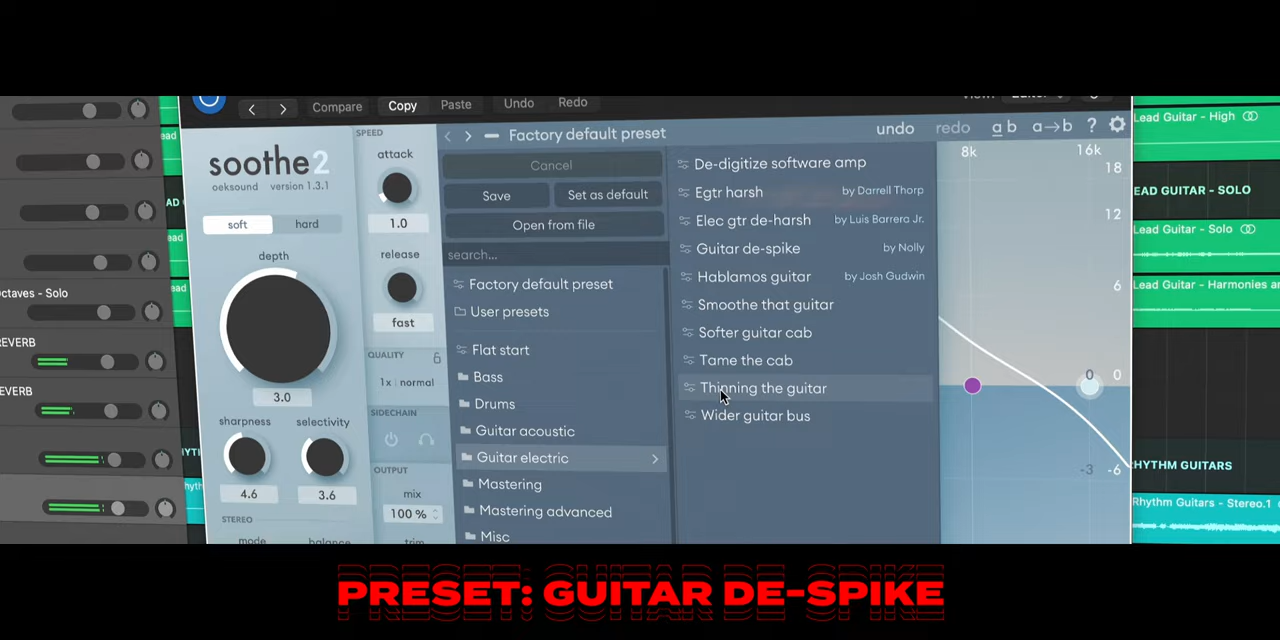 Compare Copy Paste Undo Redo
Factory default preset
undo redo a b a→b ?
soothe2
oeksound version 1.3.1
soft hard
depth
3.0
sharpness selectivity
4.6 3.6
STEREO
SPEED
attack
1.0
release
fast
QUALITY
1x normal
SIDECHAIN
OUTPUT
mix
100 %
Cancel
Save Set as default
Open from file
search...
Factory default preset
User presets
Flat start
Bass
Drums
Guitar acoustic
Guitar electric
Mastering
Mastering advanced
Misc
De-digitize software amp
Egtr harsh by Darrell Thorp
Elec gtr de-harsh by Luis Barrera Jr.
Guitar de-spike by Nolly
Hablamos guitar by Josh Gudwin
Smoothe that guitar
Softer guitar cab
Tame the cab
Thinning the guitar
Wider guitar bus
8k 16k
18
12
6
0 0
-3 -6
ctaves - Solo
REVERB
EVERB
Lead Guitar - High
EAD GUITAR - SOLO
Lead Guitar - Solo
Lead Guitar - Harmonies a
HYTHM GUITARS
Rhythm Guitars - Stereo.1
PRESET: GUITAR DE-SPIKE